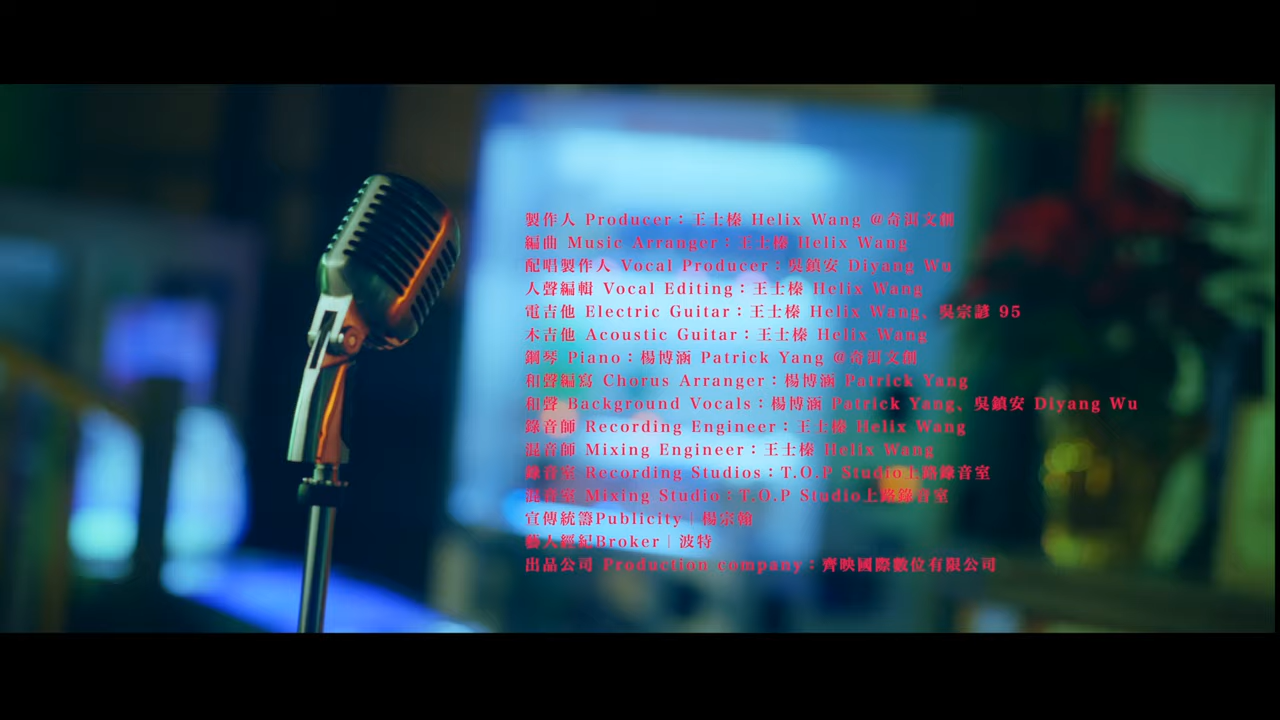 製作人 Producer：王士榛 Helix Wang @奇洱文創
編曲 Music Arranger：王士榛 Helix Wang
配唱製作人 Vocal Producer：吳鎮安 Diyang Wu
人聲編輯 Vocal Editing：王士榛 Helix Wang
電吉他 Electric Guitar：王士榛 Helix Wang、吳宗諺 95
木吉他 Acoustic Guitar：王士榛 Helix Wang
鋼琴 Piano：楊博涵 Patrick Yang @奇洱文創
和聲編寫 Chorus Arranger：楊博涵 Patrick Yang
和聲 Background Vocals：楊博涵 Patrick Yang、吳鎮安 Diyang Wu
錄音師 Recording Engineer：王士榛 Helix Wang
混音師 Mixing Engineer：王士榛 Helix Wang
錄音室 Recording Studios：T.O.P Studio上路錄音室
混音室 Mixing Studio：T.O.P Studio上路錄音室
宣傳統籌Publicity｜楊宗翰
藝人經紀Broker｜波特
出品公司 Production company：齊映國際數位有限公司